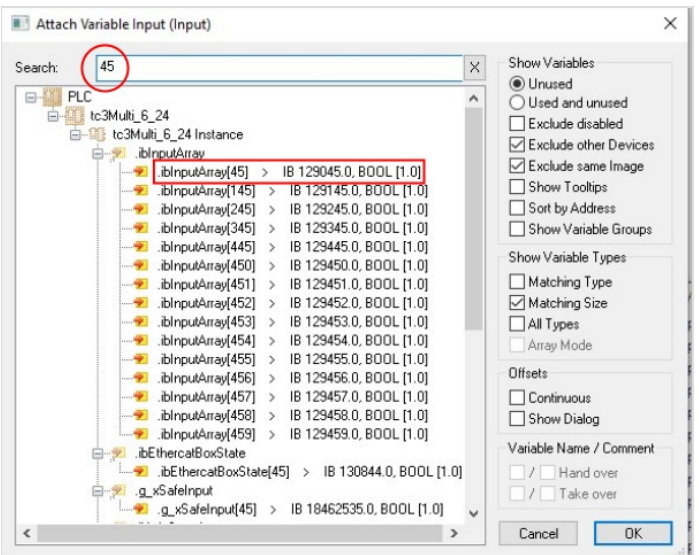 Attach Variable Input (Input)
Search: 45
PLC
tc3Multi_6_24
tc3Multi_6_24 Instance
.ibInputArray
.ibInputArray[45] > IB 129045.0, BOOL [1.0]
.ibInputArray[145] > IB 129145.0, BOOL [1.0]
.ibInputArray[245] > IB 129245.0, BOOL [1.0]
.ibInputArray[345] > IB 129345.0, BOOL [1.0]
.ibInputArray[445] > IB 129445.0, BOOL [1.0]
.ibInputArray[450] > IB 129450.0, BOOL [1.0]
.ibInputArray[451] > IB 129451.0, BOOL [1.0]
.ibInputArray[452] > IB 129452.0, BOOL [1.0]
.ibInputArray[453] > IB 129453.0, BOOL [1.0]
.ibInputArray[454] > IB 129454.0, BOOL [1.0]
.ibInputArray[455] > IB 129455.0, BOOL [1.0]
.ibInputArray[456] > IB 129456.0, BOOL [1.0]
.ibInputArray[457] > IB 129457.0, BOOL [1.0]
.ibInputArray[458] > IB 129458.0, BOOL [1.0]
.ibInputArray[459] > IB 129459.0, BOOL [1.0]
.ibEthercatBoxState
.ibEthercatBoxState[45] > IB 130844.0, BOOL [1.0]
.g_xSafeInput
.g_xSafeInput[45] > IB 18462535.0, BOOL [1.0]
Show Variables
Unused
Used and unused
Exclude disabled
Exclude other Devices
Exclude same Image
Show Tooltips
Sort by Address
Show Variable Groups
Show Variable Types
Matching Type
Matching Size
All Types
Array Mode
Offsets
Continuous
Show Dialog
Variable Name / Comment
/ Hand over
/ Take over
Cancel OK